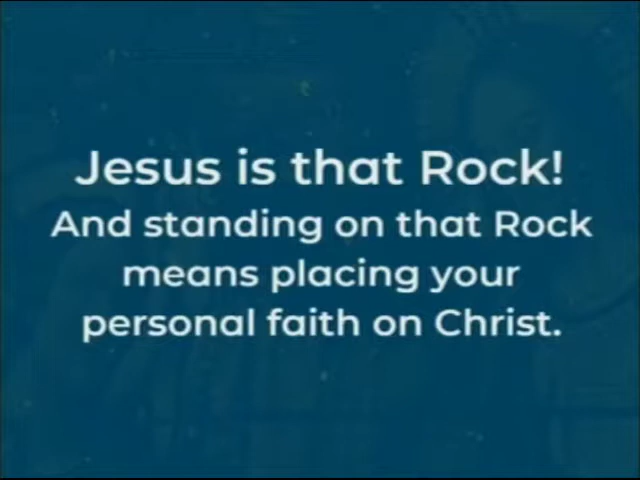 Jesus is that Rock!
And standing on that Rock
means placing your
personal faith on Christ.